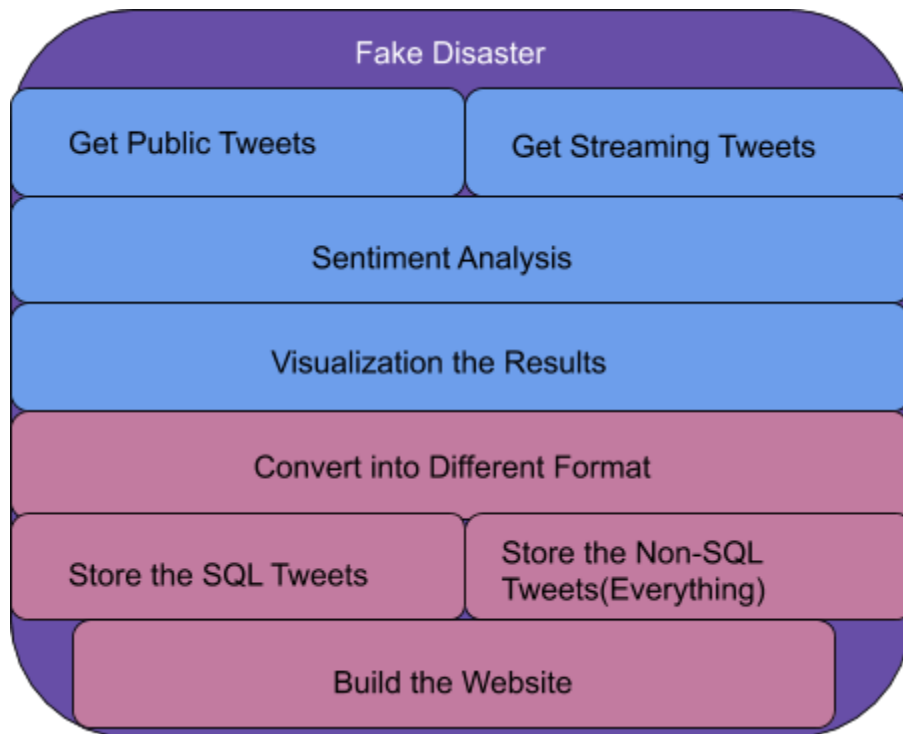 Fake Disaster
Get Public Tweets
Get Streaming Tweets
Sentiment Analysis
Visualization the Results
Convert into Different Format
Store the SQL Tweets
Store the Non-SQL
Tweets(Everything)
Build the Website